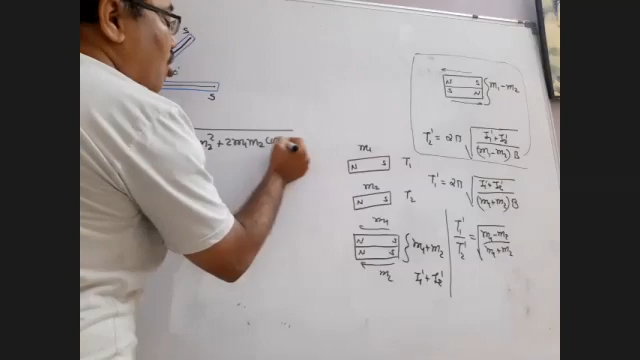 S
S
m₂² + 2m₁m₂ Cos
N S
S N
m₁-m₂
T₂' = 2π √(I₁'+I₂' / (m₁-m₂) B)
m₁
N S T₁
T₁' = 2π √(I₁'+I₂' / (m₁+m₂) B)
m₂
N S T₂
m₁
N S
N S
m₁+m₂
m₂
I₁'+I₂'
T₁'/T₂' = √(m₁-m₂ / m₁+m₂)